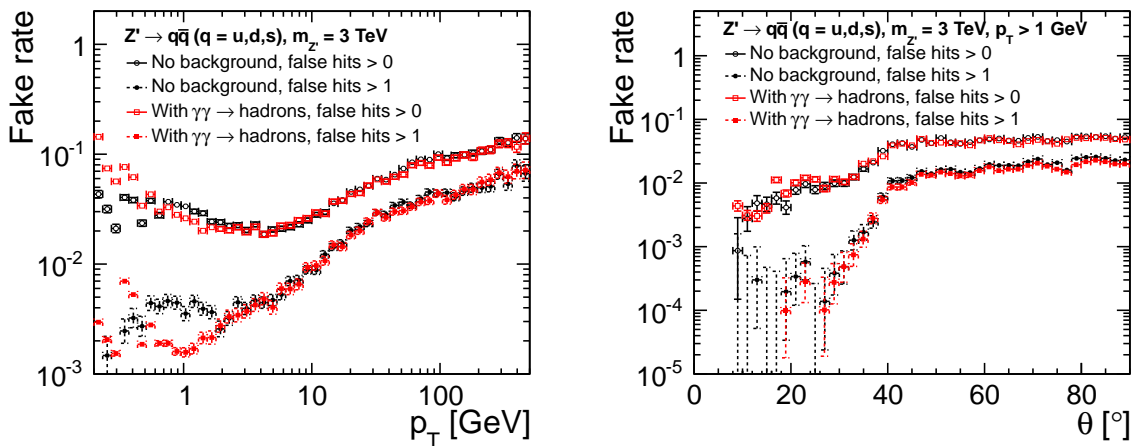 Fake rate
Z' → qq̄ (q = u,d,s), m_Z' = 3 TeV
No background, false hits > 0
No background, false hits > 1
With γγ → hadrons, false hits > 0
With γγ → hadrons, false hits > 1
1
10⁻¹
10⁻²
10⁻³
1 10 100
p_T [GeV]
Fake rate
Z' → qq̄ (q = u,d,s), m_Z' = 3 TeV, p_T > 1 GeV
No background, false hits > 0
No background, false hits > 1
With γγ → hadrons, false hits > 0
With γγ → hadrons, false hits > 1
1
10⁻¹
10⁻²
10⁻³
10⁻⁴
10⁻⁵
0 20 40 60 80
θ [°]